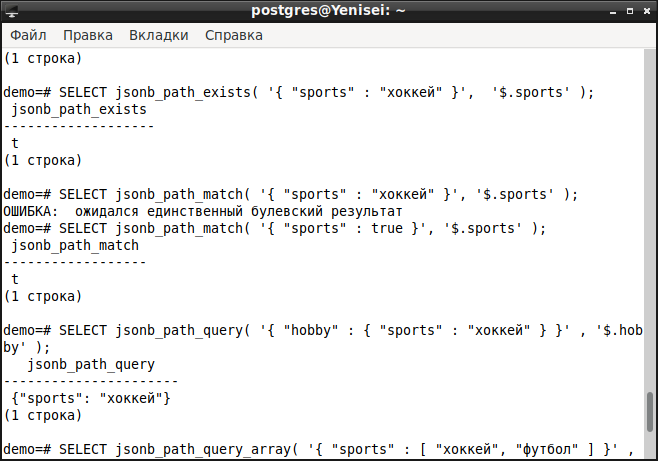 postgres@Yenisei: ~
Файл Правка Вкладки Справка
(1 строка)
demo=# SELECT jsonb_path_exists( '{ "sports" : "хоккей" }',  '$.sports' );
 jsonb_path_exists
-------------------
 t
(1 строка)
demo=# SELECT jsonb_path_match( '{ "sports" : "хоккей" }', '$.sports' );
ОШИБКА:  ожидался единственный булевский результат
demo=# SELECT jsonb_path_match( '{ "sports" : true }', '$.sports' );
 jsonb_path_match
------------------
 t
(1 строка)
demo=# SELECT jsonb_path_query( '{ "hobby" : { "sports" : "хоккей" } }' , '$.hob
by' );
   jsonb_path_query
----------------------
 {"sports": "хоккей"}
(1 строка)
demo=# SELECT jsonb_path_query_array( '{ "sports" : [ "хоккей", "футбол" ] }' ,